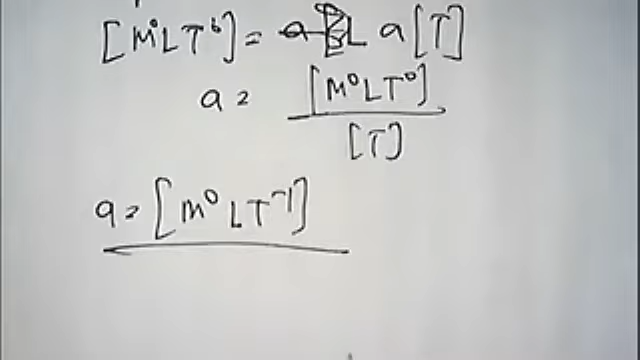 [M⁰LT⁰] = a[T]
a = [M⁰LT⁰] / [T]
a = [M⁰LT⁻¹]